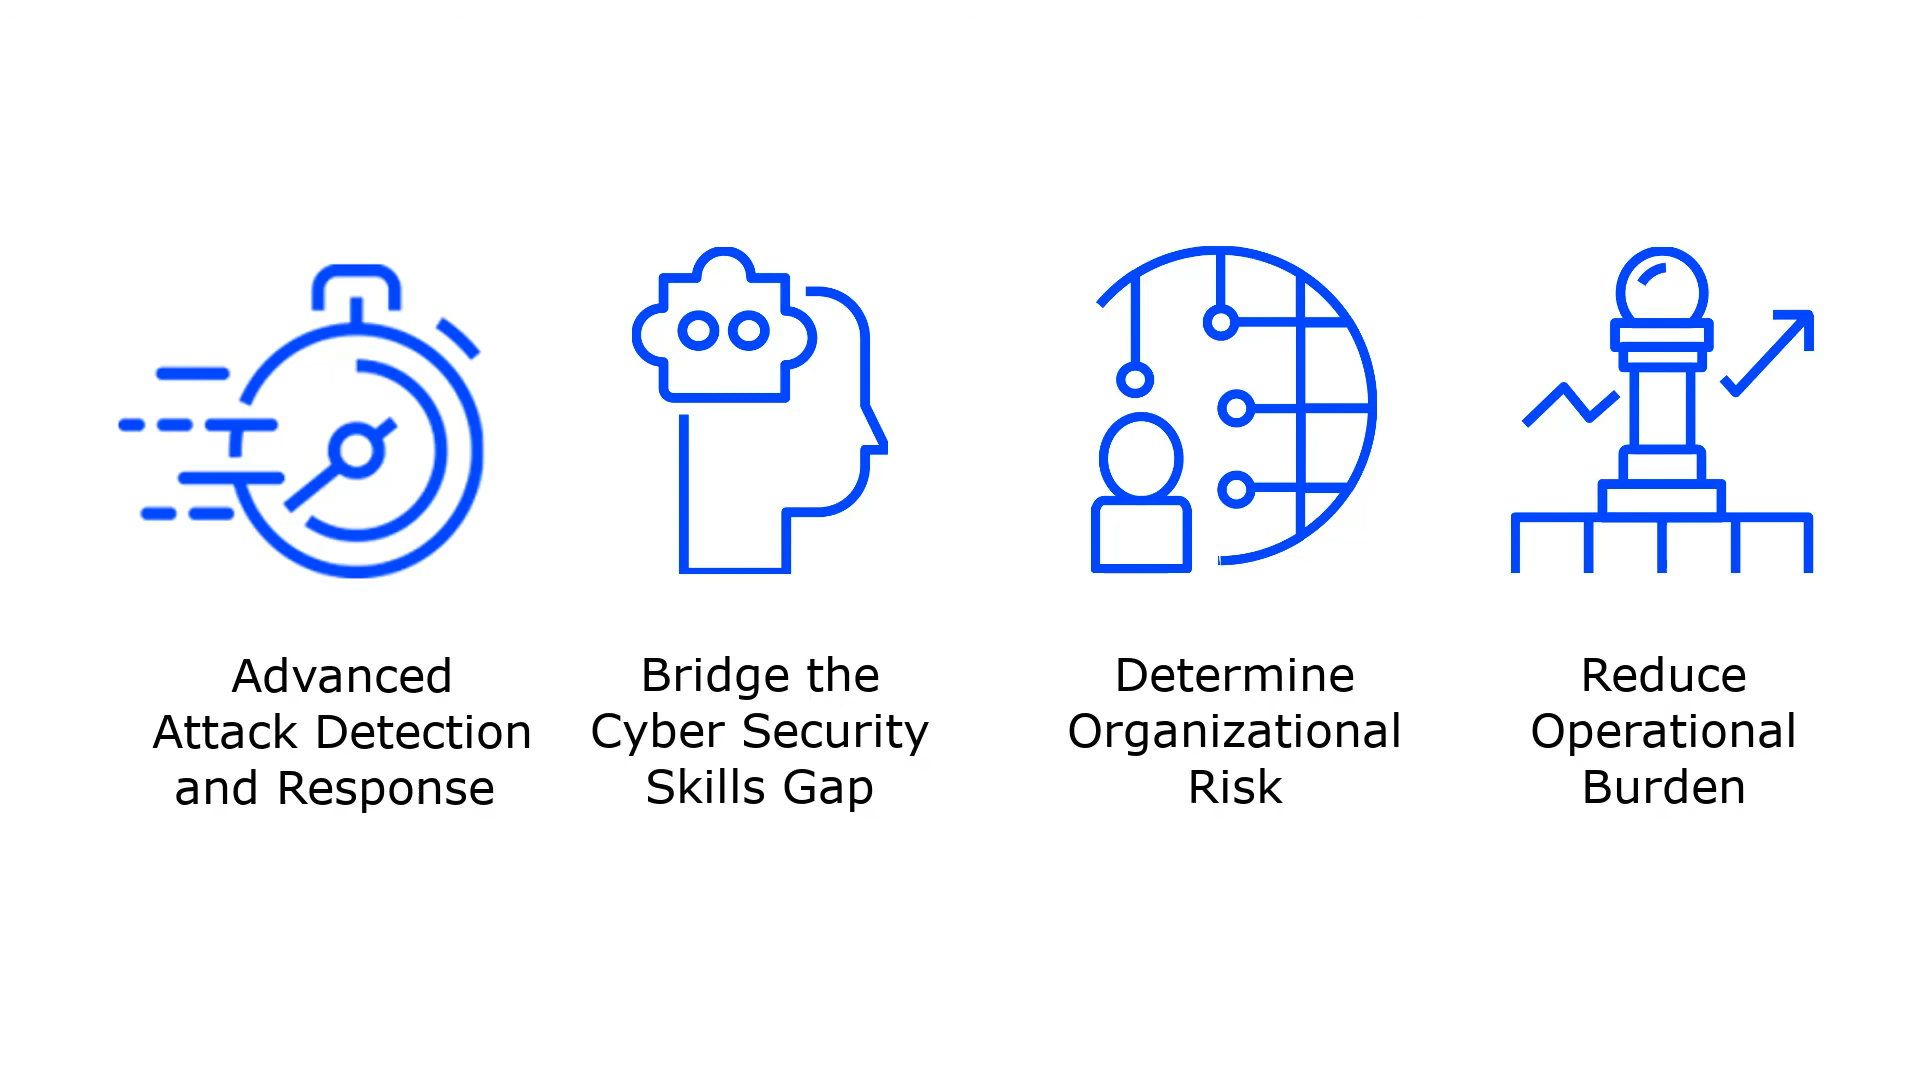 Advanced
Attack Detection
and Response
Bridge the
Cyber Security
Skills Gap
Determine
Organizational
Risk
Reduce
Operational
Burden